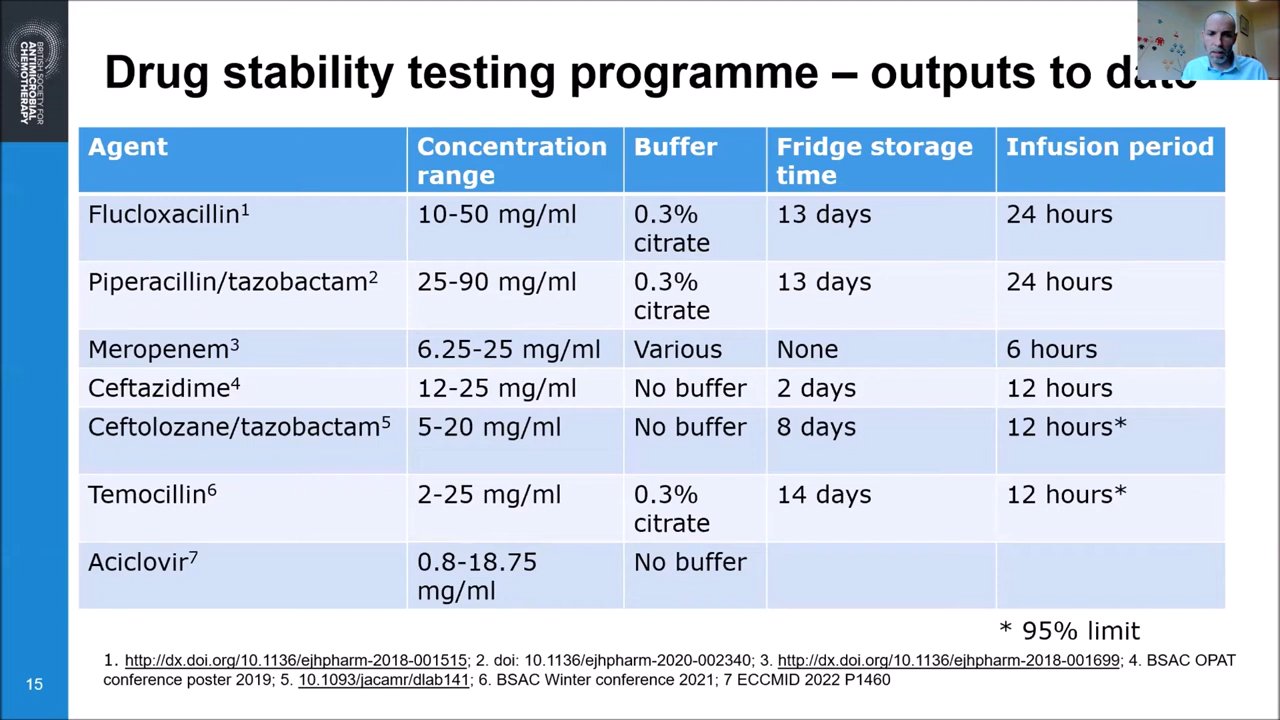 BRITISH SOCIETY FOR
ANTIMICROBIAL
CHEMOTHERAPY
Drug stability testing programme – outputs to date
Agent
Concentration range
Buffer
Fridge storage time
Infusion period
Flucloxacillin1
10-50 mg/ml
0.3% citrate
13 days
24 hours
Piperacillin/tazobactam2
25-90 mg/ml
0.3% citrate
13 days
24 hours
Meropenem3
6.25-25 mg/ml
Various
None
6 hours
Ceftazidime4
12-25 mg/ml
No buffer
2 days
12 hours
Ceftolozane/tazobactam5
5-20 mg/ml
No buffer
8 days
12 hours*
Temocillin6
2-25 mg/ml
0.3% citrate
14 days
12 hours*
Aciclovir7
0.8-18.75 mg/ml
No buffer
* 95% limit
1. http://dx.doi.org/10.1136/ejhpharm-2018-001515; 2. doi: 10.1136/ejhpharm-2020-002340; 3. http://dx.doi.org/10.1136/ejhpharm-2018-001699; 4. BSAC OPAT
conference poster 2019; 5. 10.1093/jacamr/dlab141; 6. BSAC Winter conference 2021; 7 ECCMID 2022 P1460
15